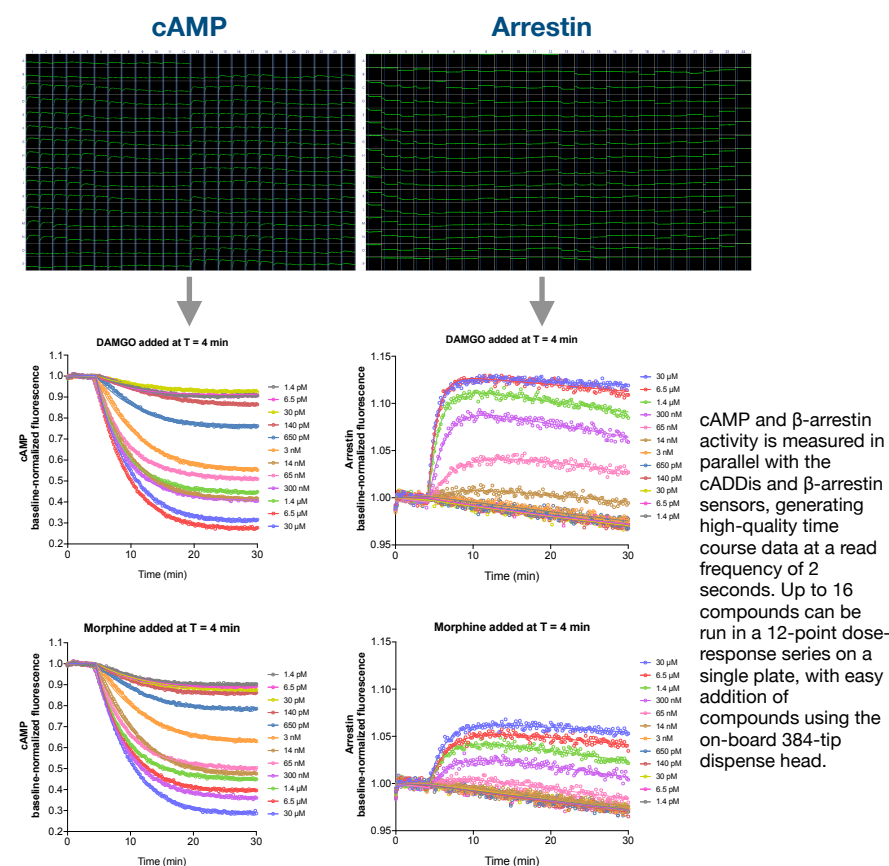 cAMP
Arrestin
DAMGO added at T = 4 min
1.1
1.0
0.9
0.8
0.7
0.6
0.5
0.4
0.3
0.2
cAMP
baseline-normalized fluorescence
0
10
20
30
Time (min)
1.4 pM
6.5 pM
30 pM
140 pM
650 pM
3 nM
14 nM
65 nM
300 nM
1.4 µM
6.5 µM
30 µM
DAMGO added at T = 4 min
1.15
1.10
1.05
1.00
0.95
Arrestin
baseline-normalized fluorescence
0
10
20
30
Time (min)
30 µM
6.5 µM
1.4 µM
300 nM
65 nM
14 nM
3 nM
650 pM
140 pM
30 pM
6.5 pM
1.4 pM
cAMP and β-arrestin
activity is measured in
parallel with the
cADDis and β-arrestin
sensors, generating
high-quality time
course data at a read
frequency of 2
seconds. Up to 16
compounds can be
run in a 12-point dose-
response series on a
single plate, with easy
addition of
compounds using the
on-board 384-tip
dispense head.
Morphine added at T = 4 min
1.1
1.0
0.9
0.8
0.7
0.6
0.5
0.4
0.3
0.2
cAMP
baseline-normalized fluorescence
0
10
20
30
Time (min)
1.4 pM
6.5 pM
30 pM
140 pM
650 pM
3 nM
14 nM
65 nM
300 nM
1.4 µM
6.5 µM
30 µM
Morphine added at T = 4 min
1.15
1.10
1.05
1.00
0.95
Arrestin
baseline-normalized fluorescence
0
10
20
30
Time (min)
30 µM
6.5 µM
1.4 µM
300 nM
65 nM
14 nM
3 nM
650 pM
140 pM
30 pM
6.5 pM
1.4 pM